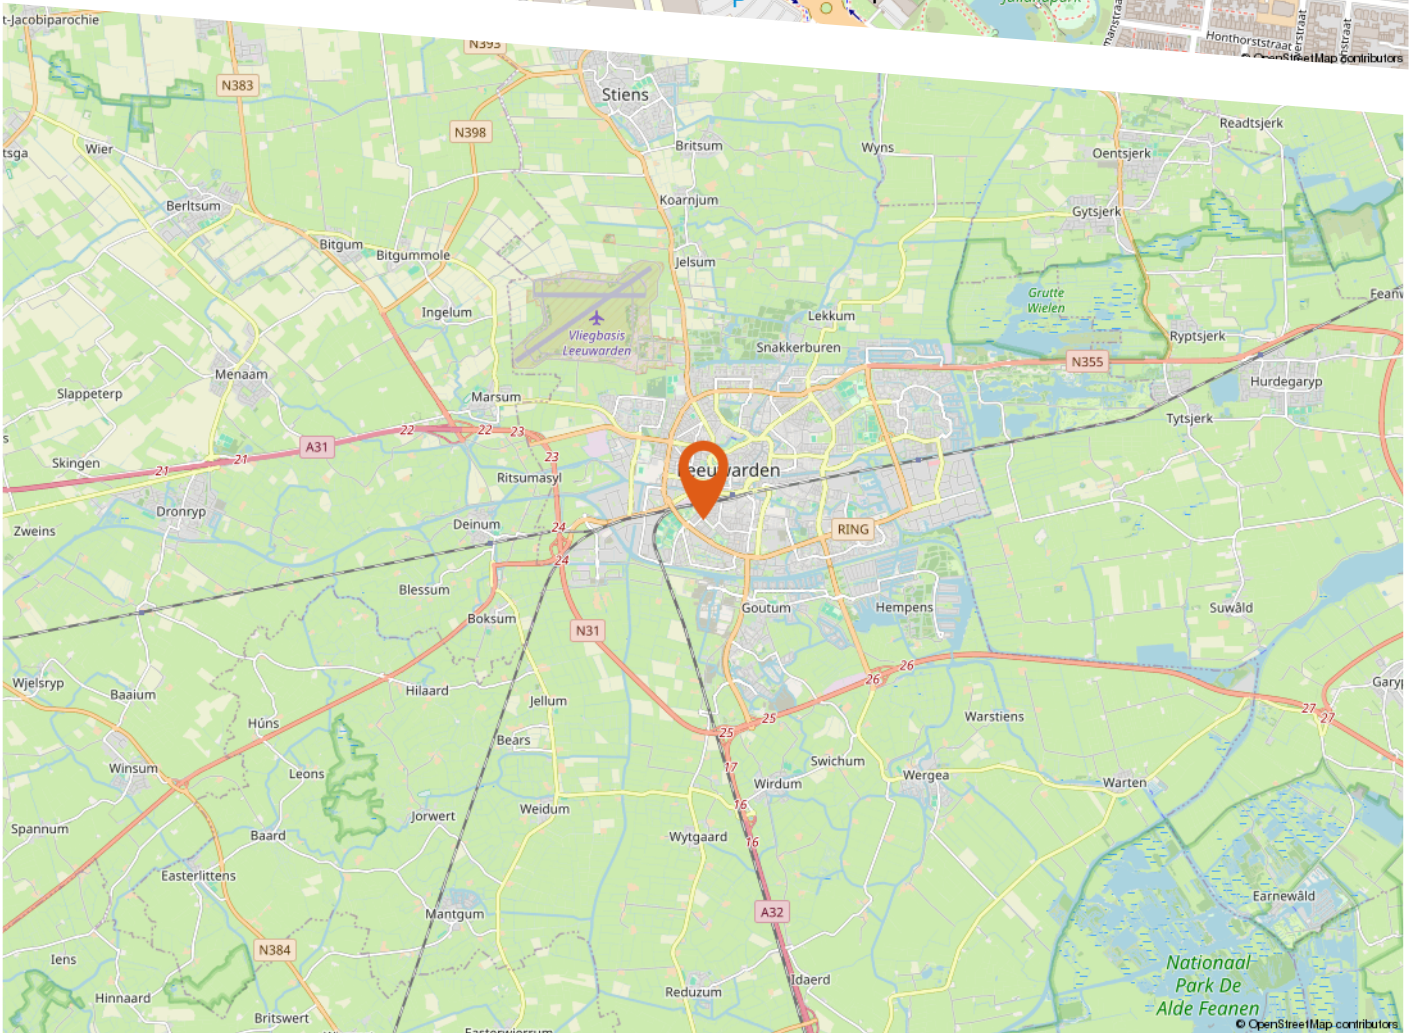 Julianapark
Honthorststraat
© OpenStreetMap contributors
t-Jacobiparochie
N393
N383
Stiens
N398
Readtsjerk
Wier
Britsum
Wyns
Oentsjerk
tsga
Berltsum
Koarnjum
Gytsjerk
Bitgum
Bitgummole
Jelsum
Grutte
Wielen
Ingelum
Lekkum
Vliegbasis
Leeuwarden
Snakkerburen
Ryptsjerk
N355
Menaam
Hurdegaryp
Slappeterp
Marsum
Tytsjerk
22
22
23
A31
23
21
21
Skingen
Leeuwarden
Ritsumasyl
Dronryp
Zweins
Deinum
24
RING
24
Blessum
Goutum
Hempens
Suwâld
Boksum
N31
26
26
Wjelsryp
Baaium
Hilaard
Jellum
Garyp
27
27
Húns
25
25
Warstiens
Bears
Winsum
Leons
17
Swichum
Wergea
Wirdum
Warten
16
Weidum
Jorwert
Spannum
Baard
Wytgaard
16
Easterlittens
Mantgum
A32
Earnewâld
N384
Iens
Nationaal
Park De
Alde Feanen
Idaerd
Reduzum
Hinnaard
Britswert
Easterwierrum
© OpenStreetMap contributors